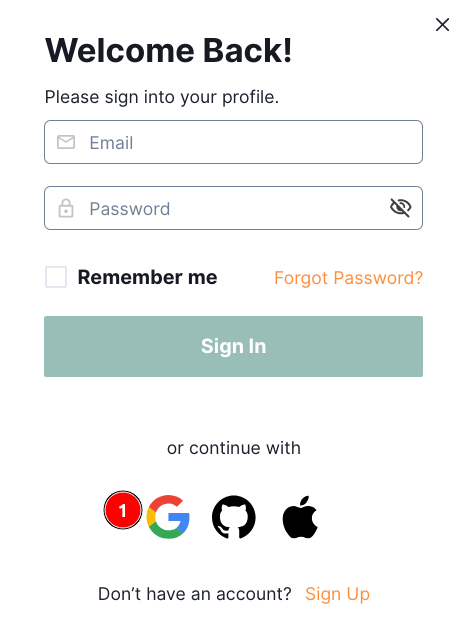 Welcome Back!
Please sign into your profile.
Email
Password
Remember me
Forgot Password?
Sign In
or continue with
1
Don’t have an account? Sign Up